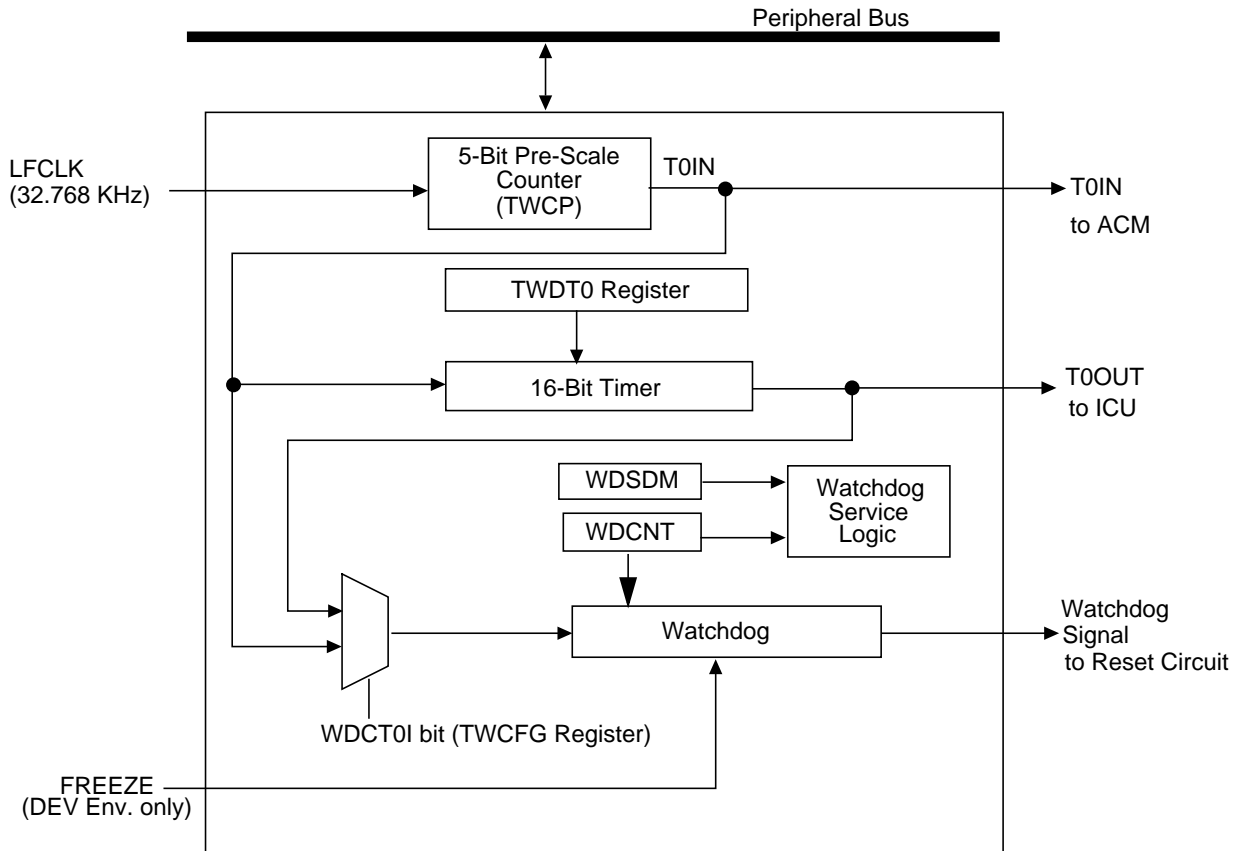 Peripheral Bus
LFCLK
(32.768 KHz)
5-Bit Pre-Scale
Counter
(TWCP)
T0IN
T0IN
to ACM
TWDT0 Register
16-Bit Timer
T0OUT
to ICU
WDSDM
WDCNT
Watchdog
Service
Logic
Watchdog
Watchdog
Signal
to Reset Circuit
WDCT0I bit (TWCFG Register)
FREEZE
(DEV Env. only)